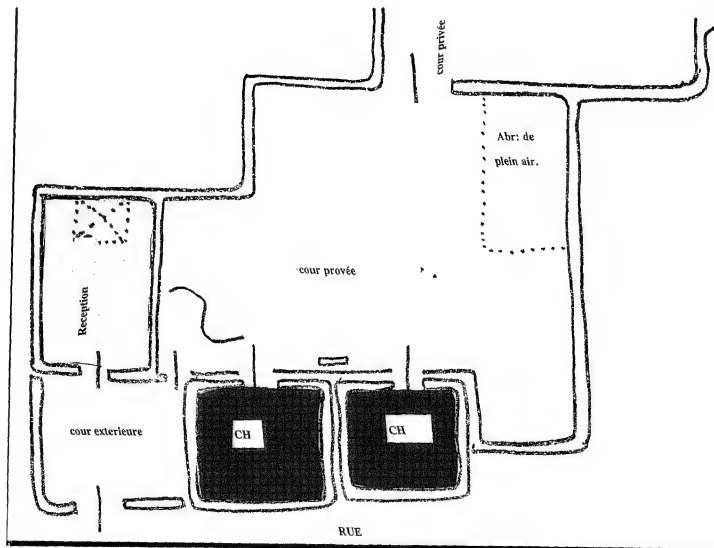 cour privée
Abr: de
plein air.
cour provée
Reception
cour exterieure
CH
CH
RUE